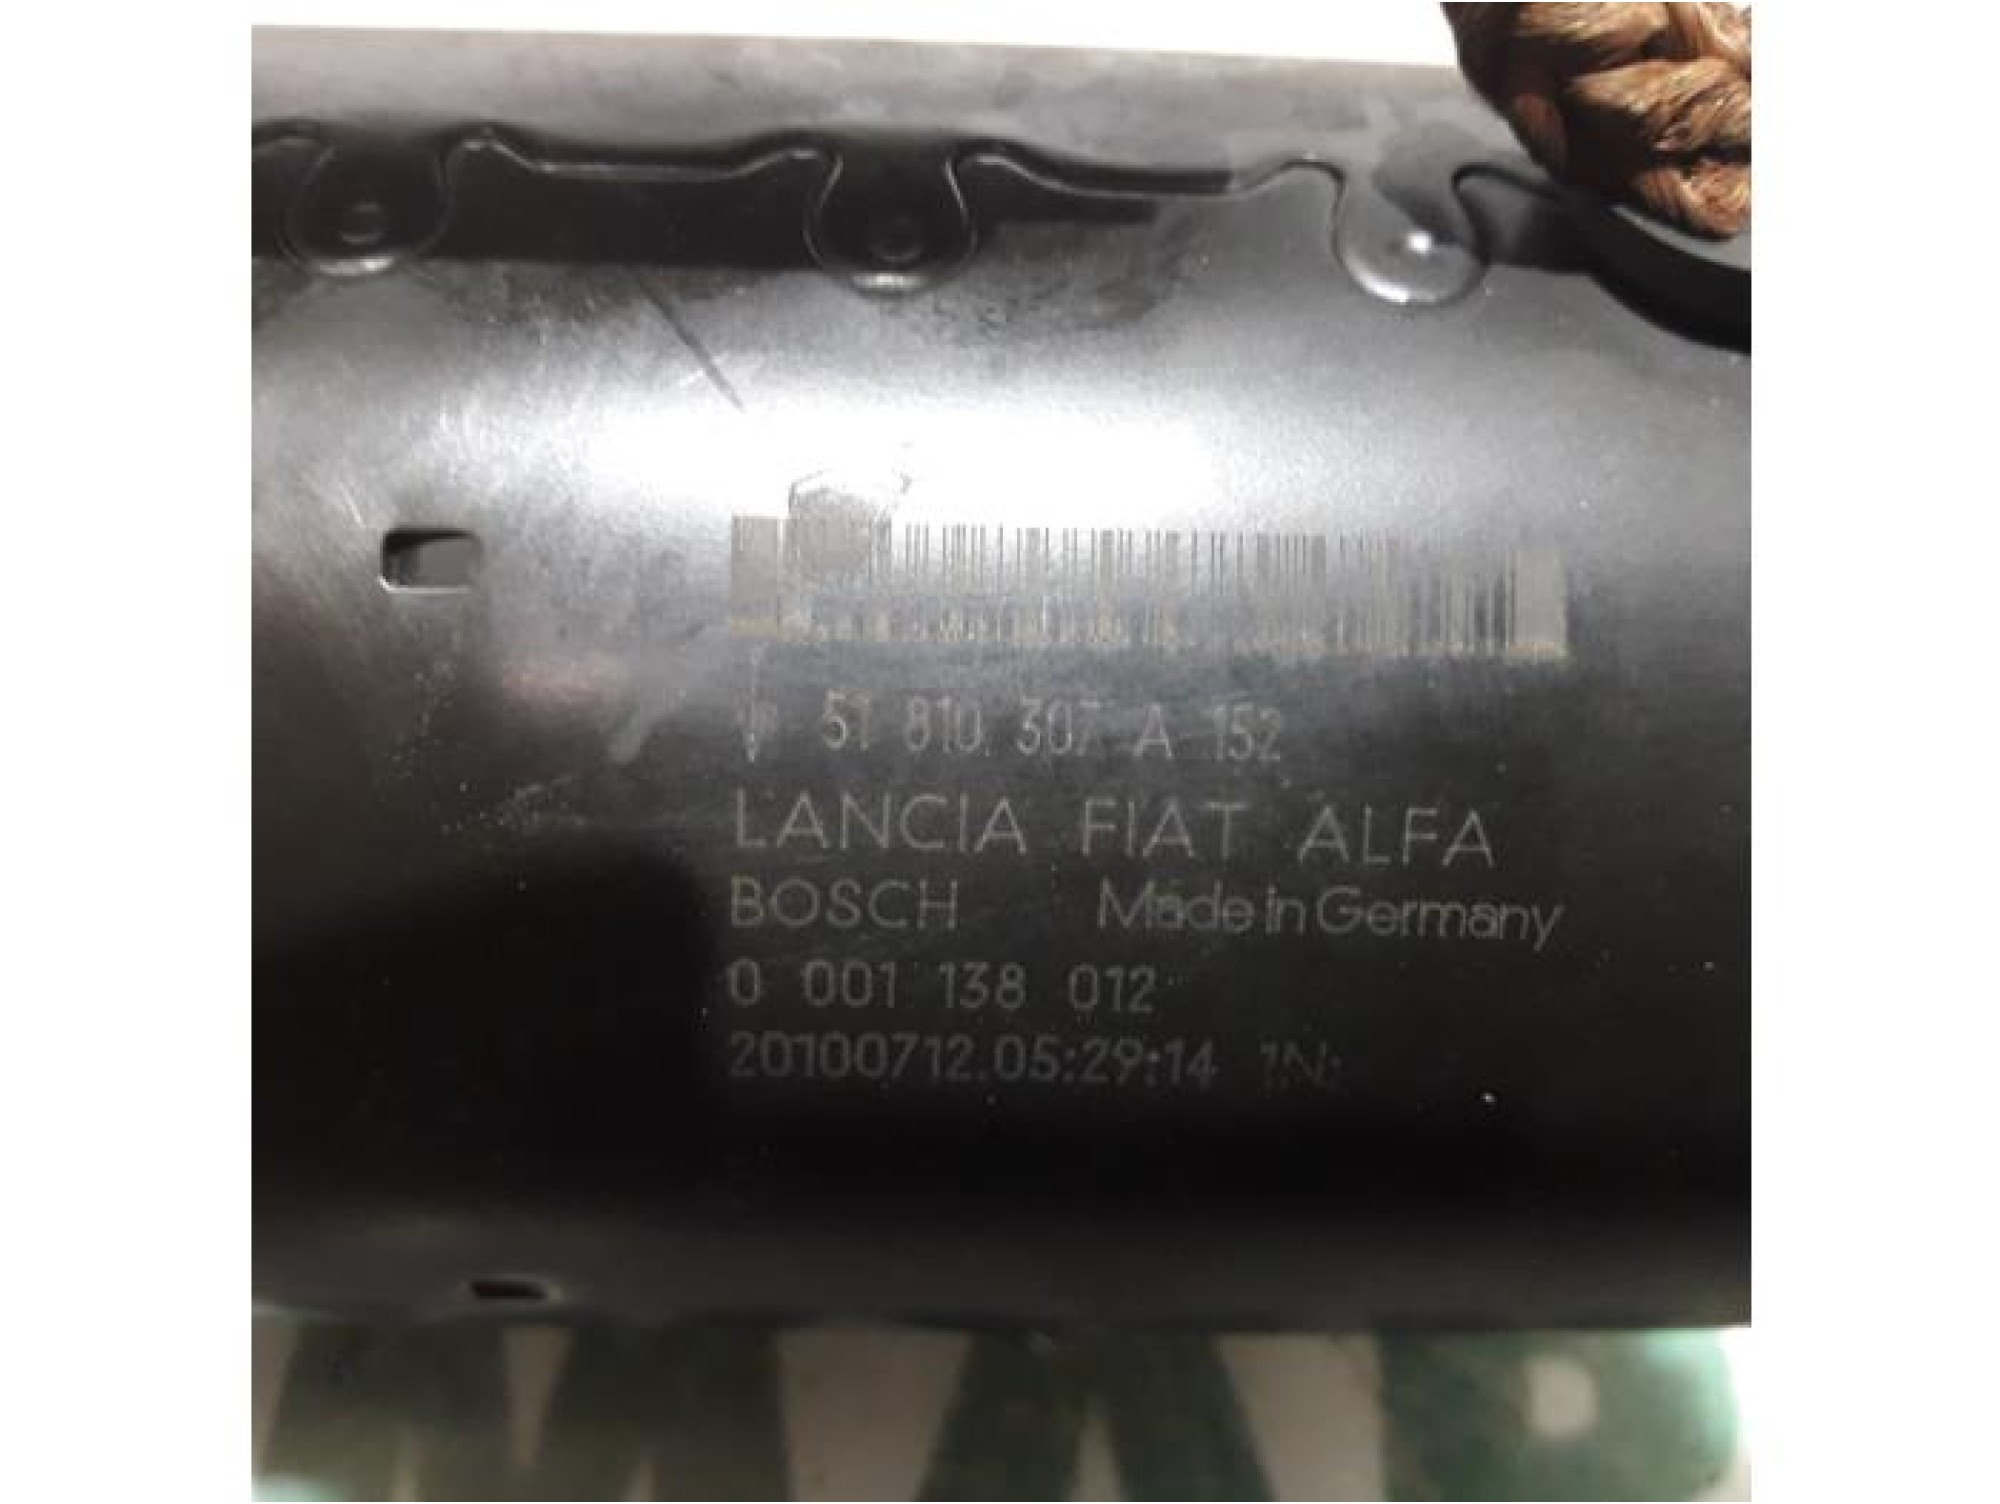 51 810 307 A 152
LANCIA FIAT ALFA
BOSCH Made in Germany
0 001 138 012
20100712.05:29:14